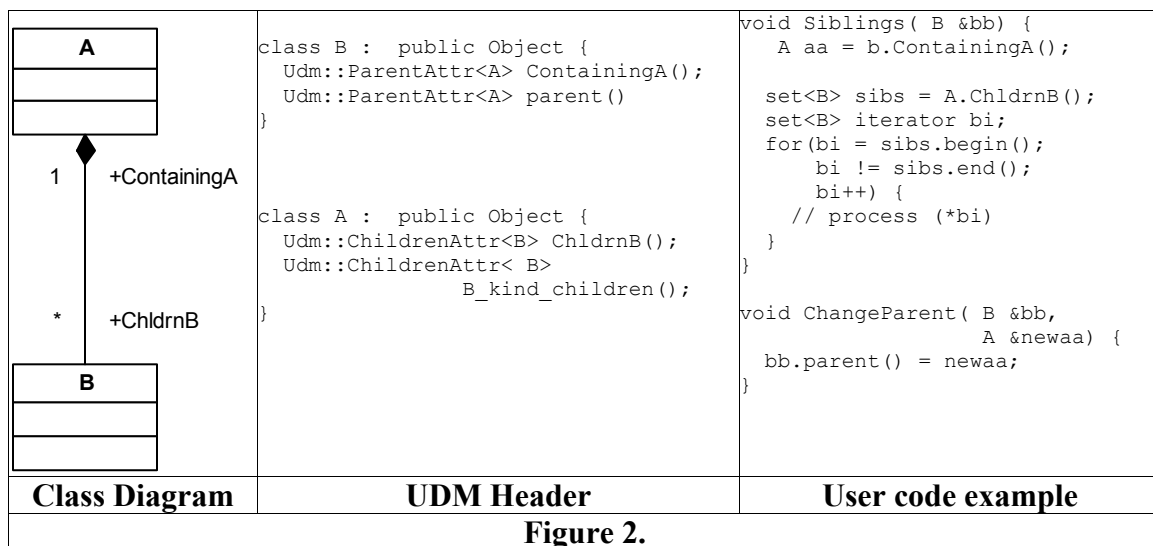 A
1
+ContainingA
*
+ChldrnB
B
class B :  public Object {
  Udm::ParentAttr<A> ContainingA();
  Udm::ParentAttr<A> parent()
}
class A :  public Object {
  Udm::ChildrenAttr<B> ChldrnB();
  Udm::ChildrenAttr< B>
              B_kind_children();
}
void Siblings( B &bb) {
   A aa = b.ContainingA();
  set<B> sibs = A.ChldrnB();
  set<B> iterator bi;
  for(bi = sibs.begin();
      bi != sibs.end();
      bi++) {
    // process (*bi)
  }
}
void ChangeParent( B &bb,
                   A &newaa) {
  bb.parent() = newaa;
}
Class Diagram
UDM Header
User code example
Figure 2.